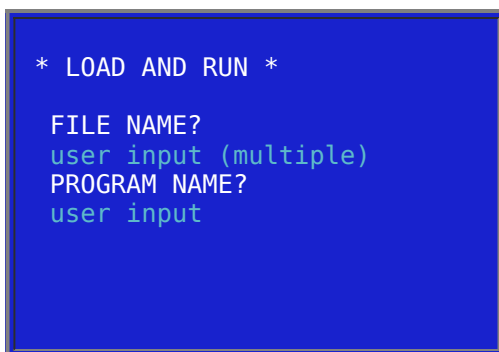 * LOAD AND RUN *
FILE NAME?
user input (multiple)
PROGRAM NAME?
user input